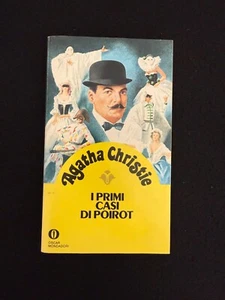 Agatha Christie
I PRIMI
CASI
DI POIROT
OSCAR
MONDADORI